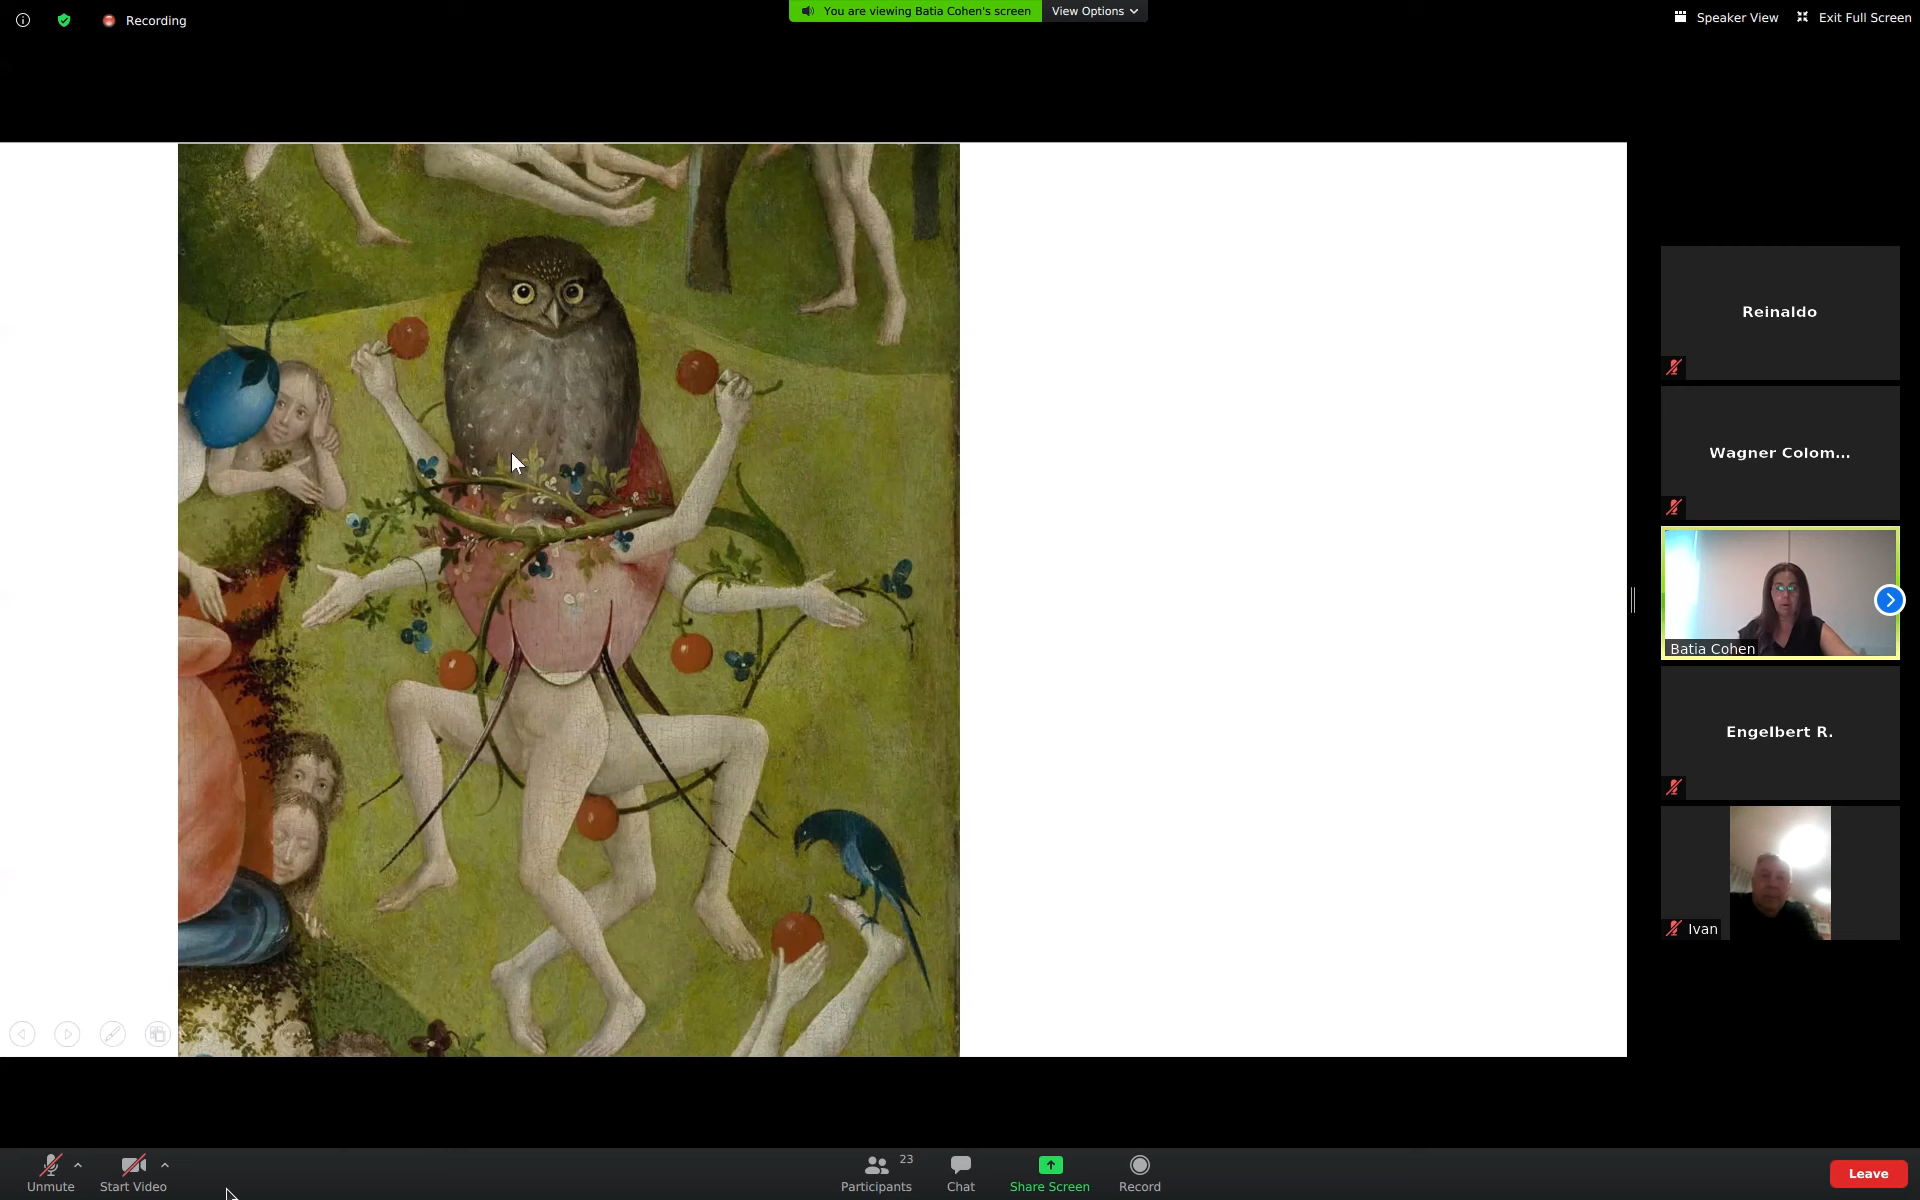 Recording
You are viewing Batia Cohen's screen
View Options
Speaker View
Exit Full Screen
Reinaldo
Wagner Colom...
Batia Cohen
Engelbert R.
Ivan
Unmute
Start Video
Participants
23
Chat
Share Screen
Record
Leave